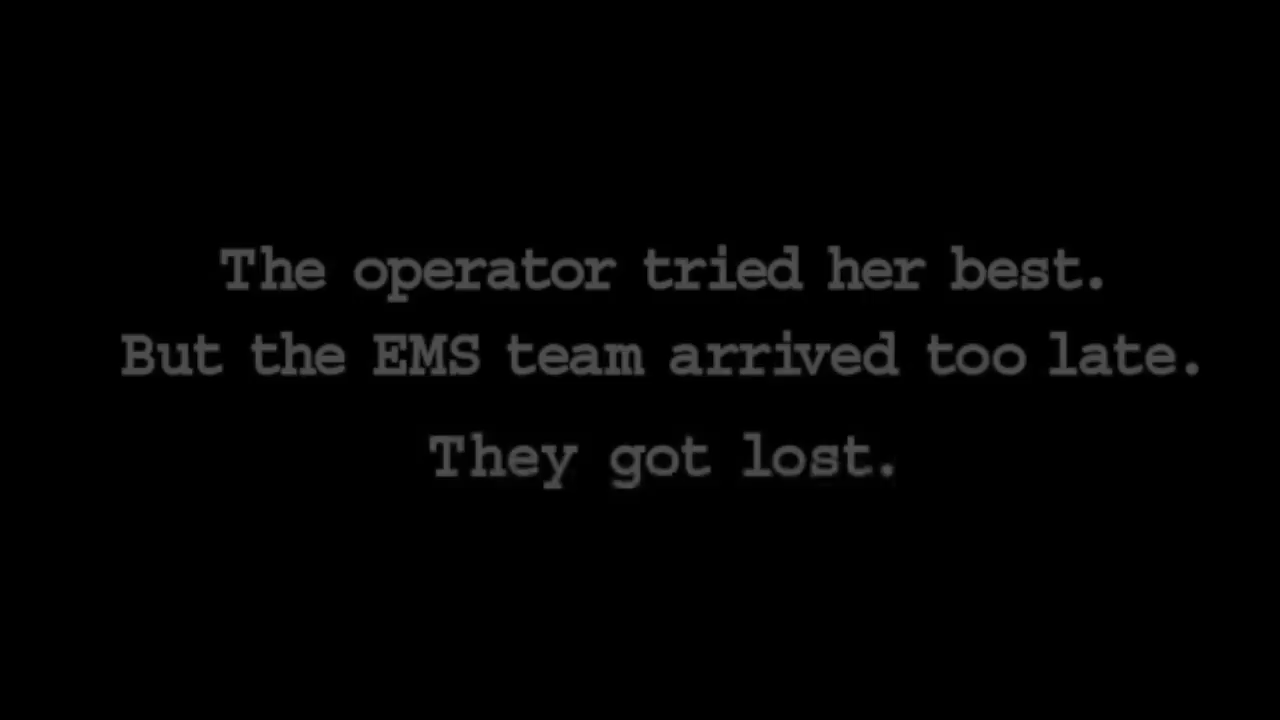 The operator tried her best.
But the EMS team arrived too late.
They got lost.